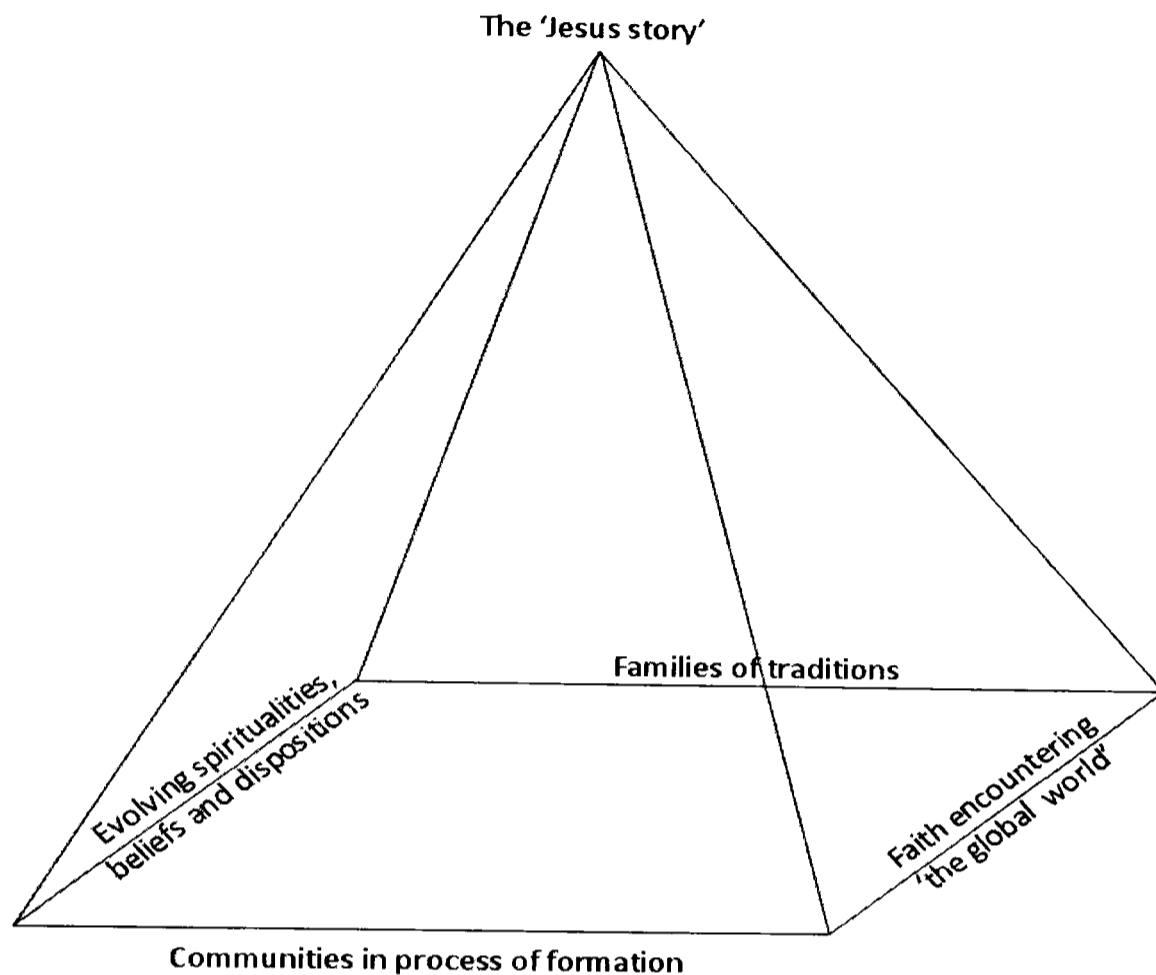 The ‘Jesus story’
Families of traditions
Evolving spiritualities,
beliefs and dispositions
Faith encountering
‘the global world’
Communities in process of formation